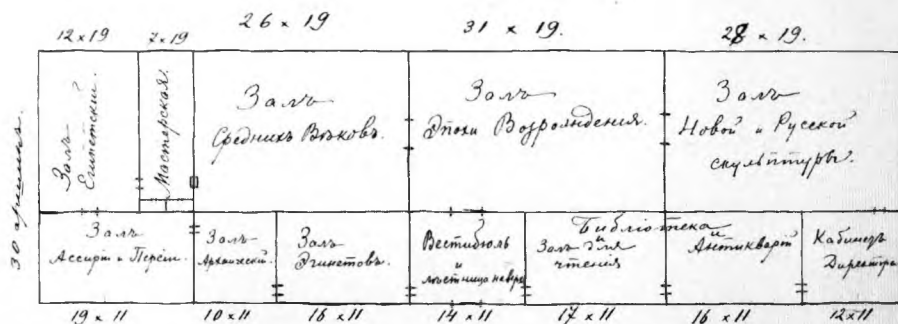 12 x 19
7 x 19
26 x 19
31 x 19.
28 x 19.
30 аршинъ.
Залъ
Египетскій.
Мастерская.
Залъ
Среднихъ Вѣковъ.
Залъ
Эпохи Возрожденія.
Залъ
Новой и Русской
скульптуры.
Залъ
Ассиріи и Персіи.
Залъ
Архаическій
Залъ
Эгинетовъ.
Вестибюль
и
лѣстница наверхъ
Библіотека
и
Залъ для
чтенія
Антикварій
Кабинетъ
Директора
19 x 11
10 x 11
16 x 11
14 x 11
17 x 11
16 x 11
12 x 11